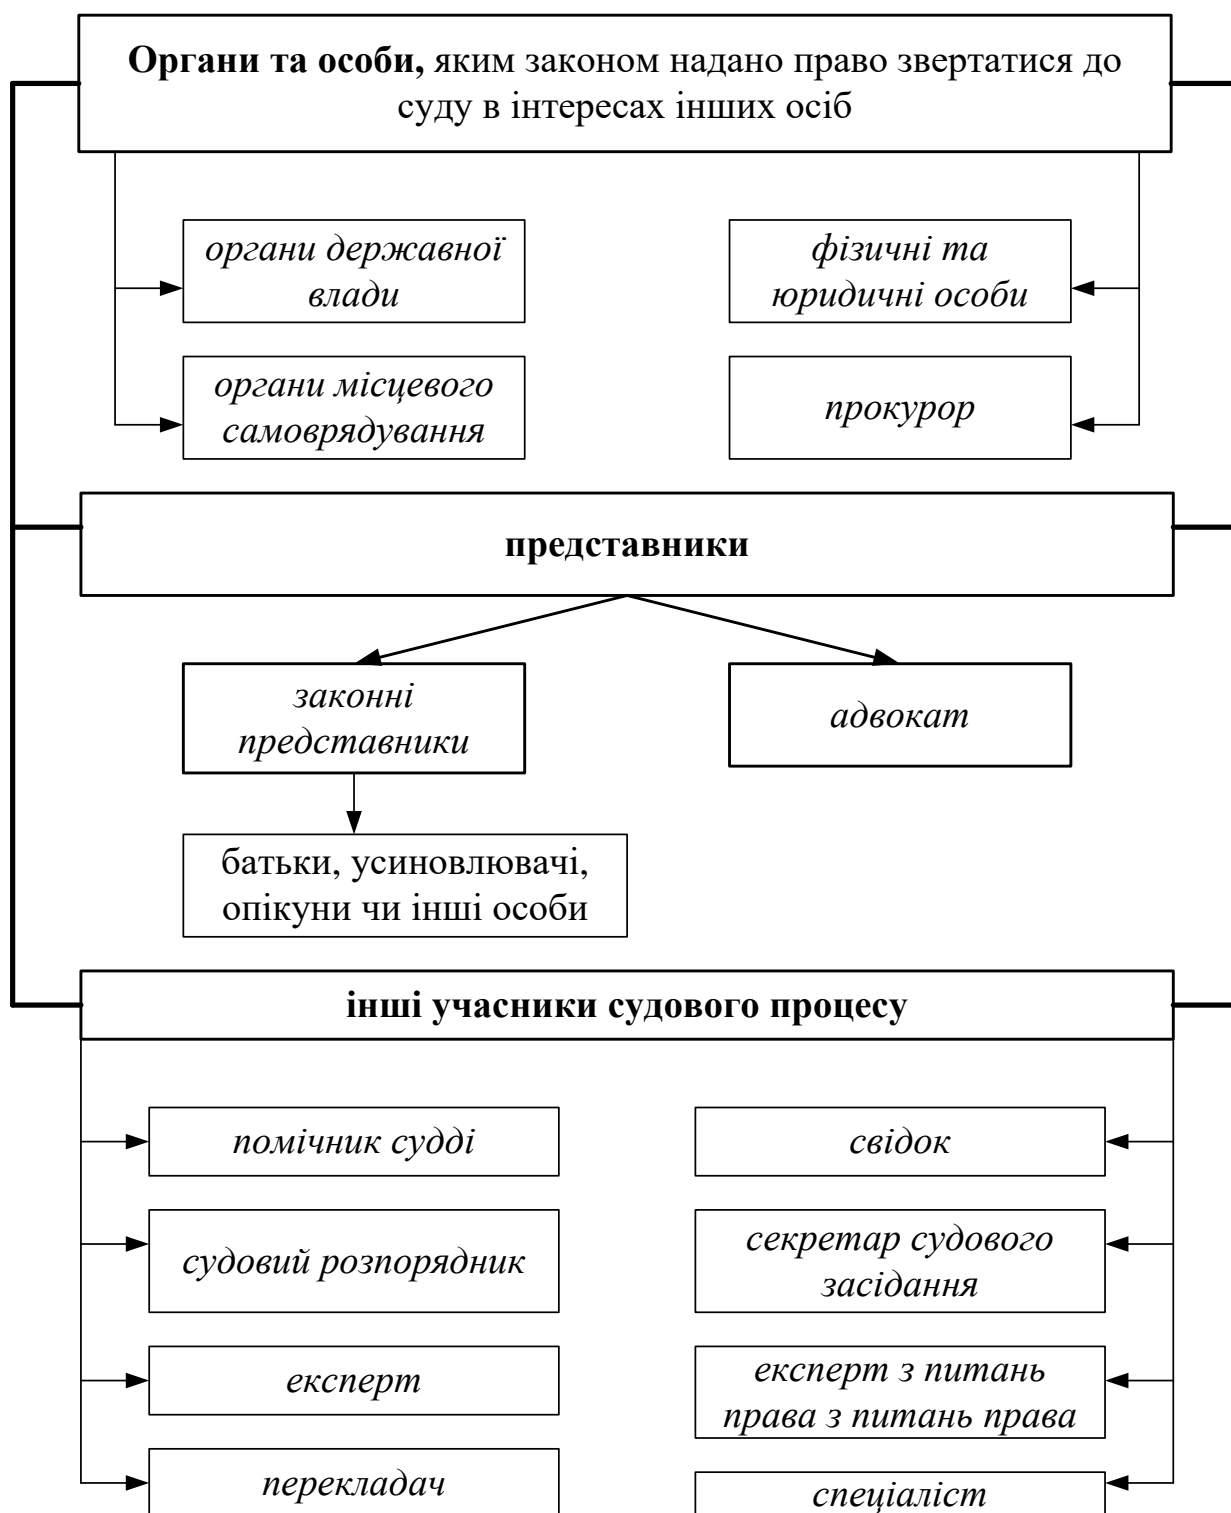 Органи та особи, яким законом надано право звертатися до
суду в інтересах інших осіб
органи державної
влади
фізичні та
юридичні особи
органи місцевого
самоврядування
прокурор
представники
законні
представники
адвокат
батьки, усиновлювачі,
опікуни чи інші особи
інші учасники судового процесу
помічник судді
свідок
судовий розпорядник
секретар судового
засідання
експерт
експерт з питань
права з питань права
перекладач
спеціаліст